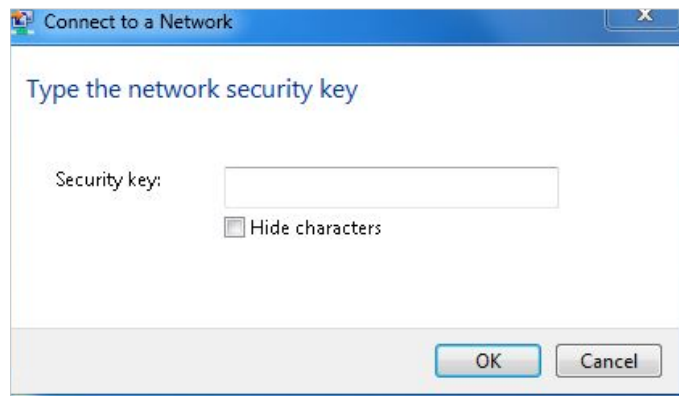 Connect to a Network
Type the network security key
Security key:
Hide characters
OK Cancel